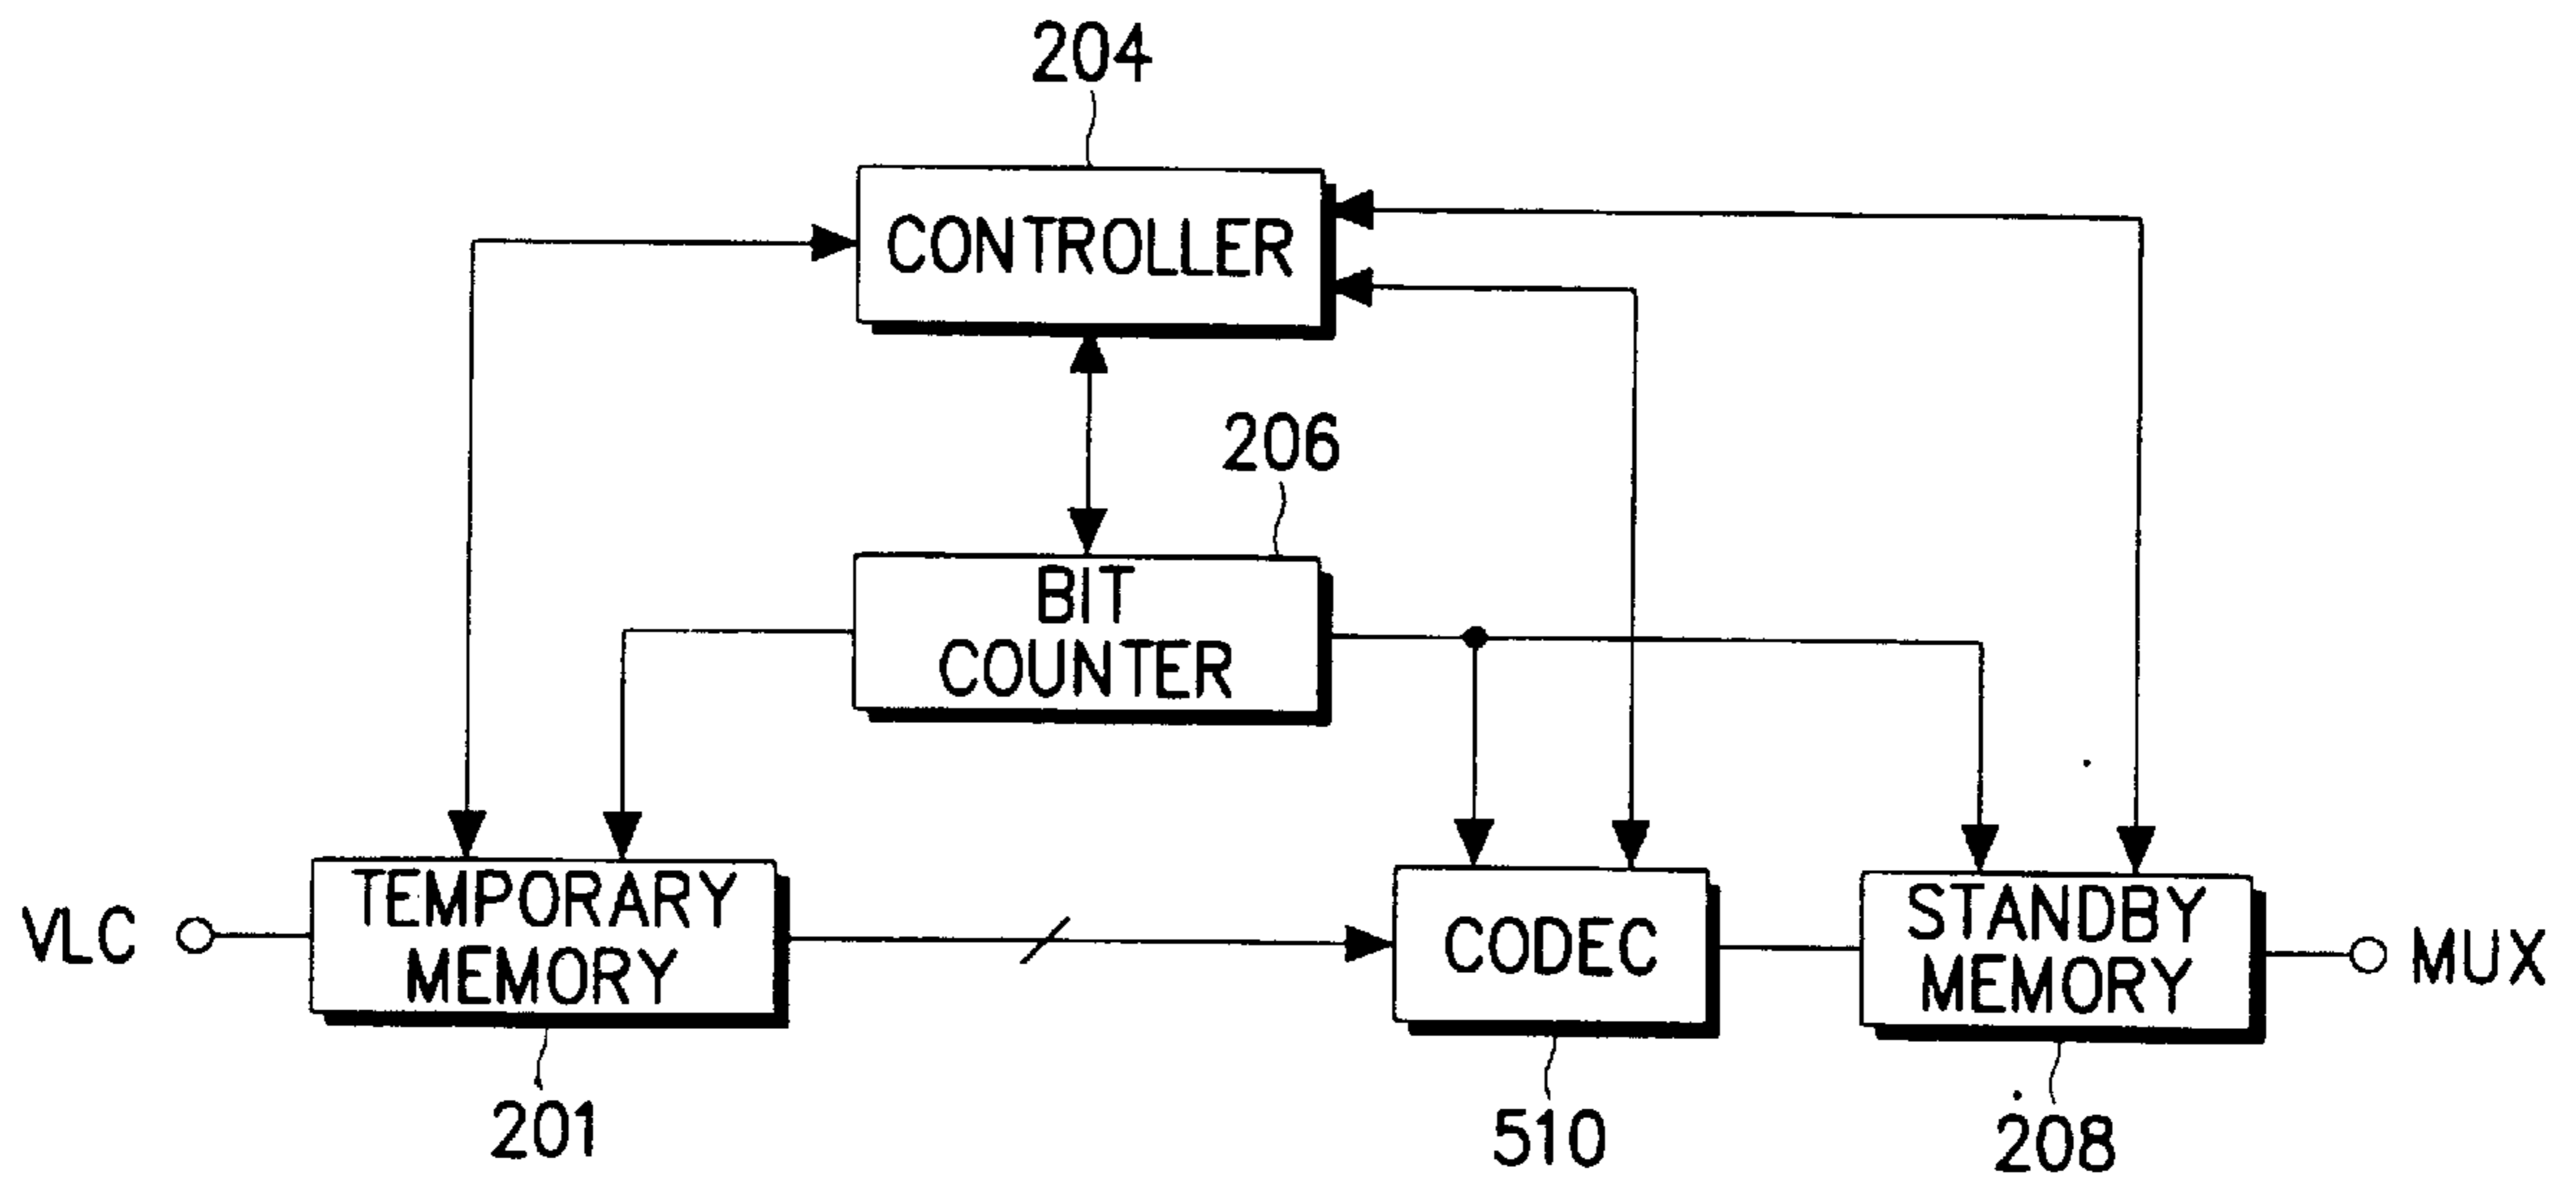 204
CONTROLLER
206
BIT
COUNTER
VLC
TEMPORARY
MEMORY
CODEC
STANDBY
MEMORY
MUX
201
510
208